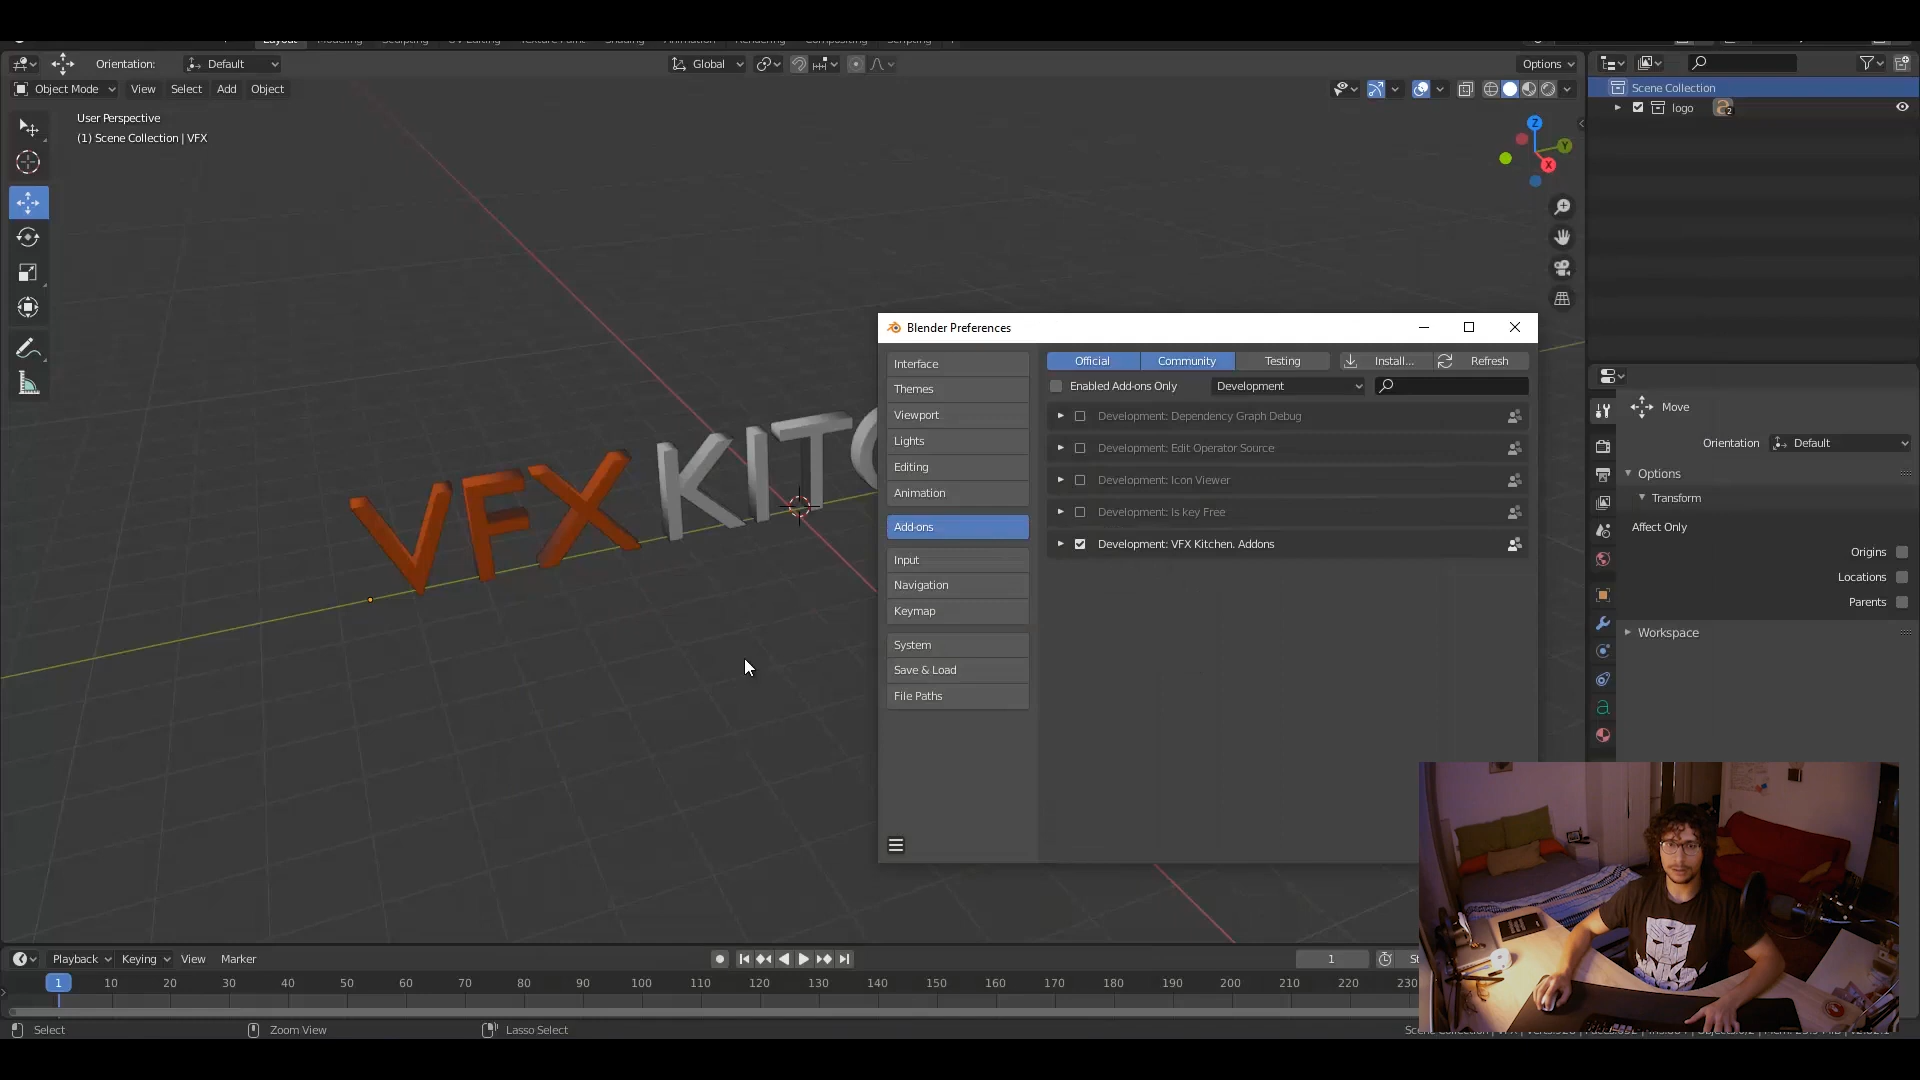 Orientation:
Default
Global
Options
Object Mode
View
Select
Add
Object
User Perspective
(1) Scene Collection | VFX
Z
Y
X
Scene Collection
logo
2
VFX
KIT
Blender Preferences
Interface
Themes
Viewport
Lights
Editing
Animation
Add-ons
Input
Navigation
Keymap
System
Save & Load
File Paths
Official
Community
Testing
Install...
Refresh
Enabled Add-ons Only
Development
Development: Dependency Graph Debug
Development: Edit Operator Source
Development: Icon Viewer
Development: Is key Free
Development: VFX Kitchen. Addons
Move
Orientation
Default
Options
Transform
Affect Only
Origins
Locations
Parents
Workspace
Playback
Keying
View
Marker
1
St
1
10
20
30
40
50
60
70
80
90
100
110
120
130
140
150
160
170
180
190
200
210
220
230
Select
Zoom View
Lasso Select